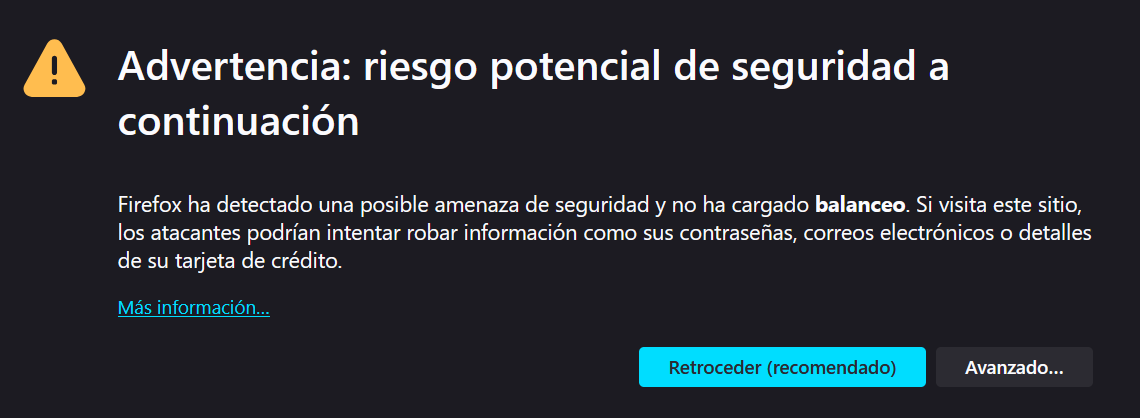 Advertencia: riesgo potencial de seguridad a
continuación
Firefox ha detectado una posible amenaza de seguridad y no ha cargado balanceo. Si visita este sitio,
los atacantes podrían intentar robar información como sus contraseñas, correos electrónicos o detalles
de su tarjeta de crédito.
Más información...
Retroceder (recomendado) Avanzado...